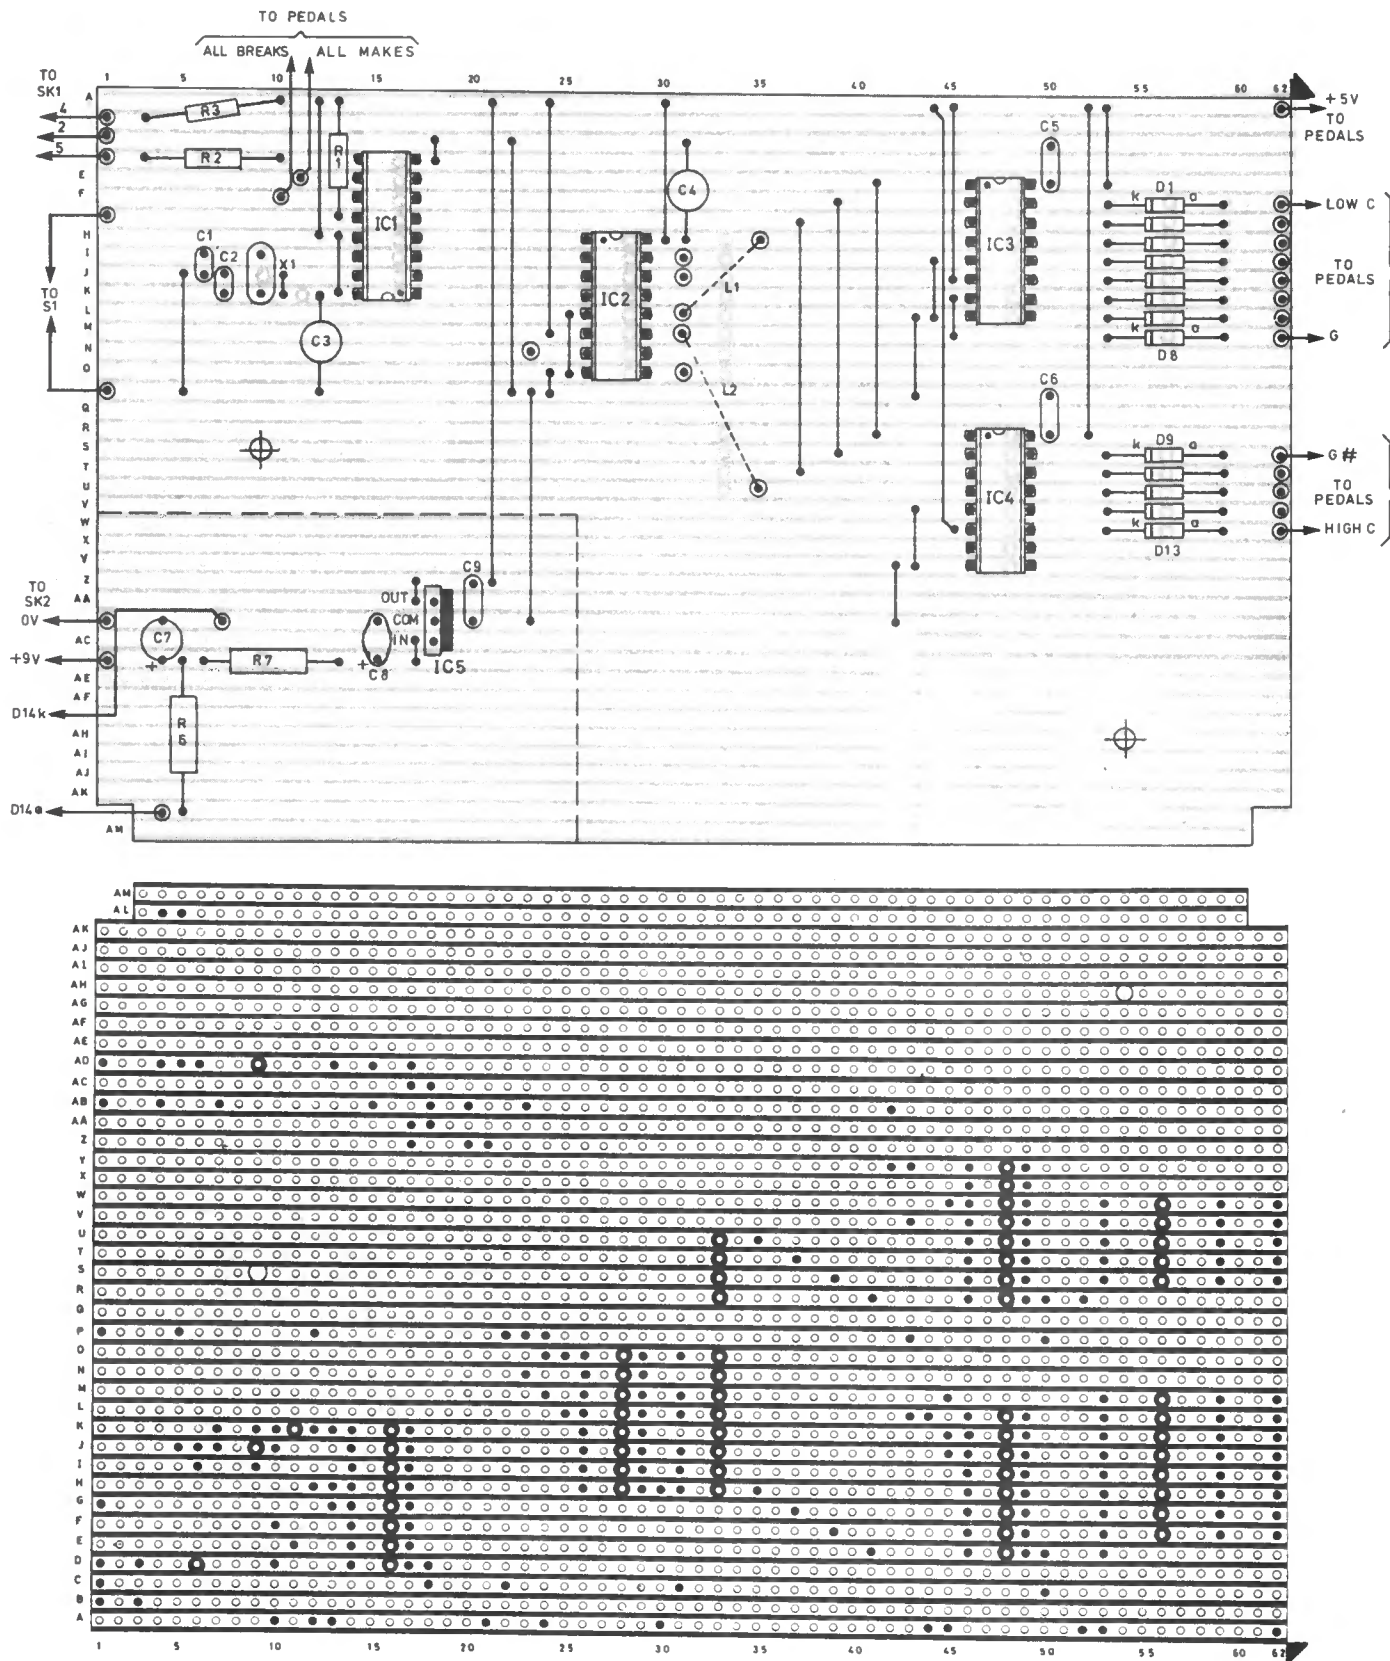 TO PEDALS
ALL BREAKS ALL MAKES
TO
SK1
1 5 10 15 20 25 30 35 40 45 50 55 60 62
+5V
TO
PEDALS
4
2
5
A
E
F
H
I
J
K
L
M
N
O
Q
R
S
T
U
V
W
X
Y
Z
AA
AC
AE
AF
AH
AI
AJ
AK
AM
R3
R2
R1
IC1
C1
C2
X1
C3
TO
S1
IC2
C4
L1
L2
C5
IC3
C6
IC4
D1
k a
k a
D8
LOW C
TO
PEDALS
G
D9
k a
k a
D13
G#
TO
PEDALS
HIGH C
TO
SK2
0V
+9V
D14k
D14a
C7
+
R7
R6
C8
+
OUT
COM
IN
IC5
C9
AM
AL
AK
AJ
AI
AH
AG
AF
AE
AD
AC
AB
AA
Z
Y
X
W
V
U
T
S
R
Q
P
O
N
M
L
K
J
I
H
G
F
E
D
C
B
A
1 5 10 15 20 25 30 35 40 45 50 55 60 62